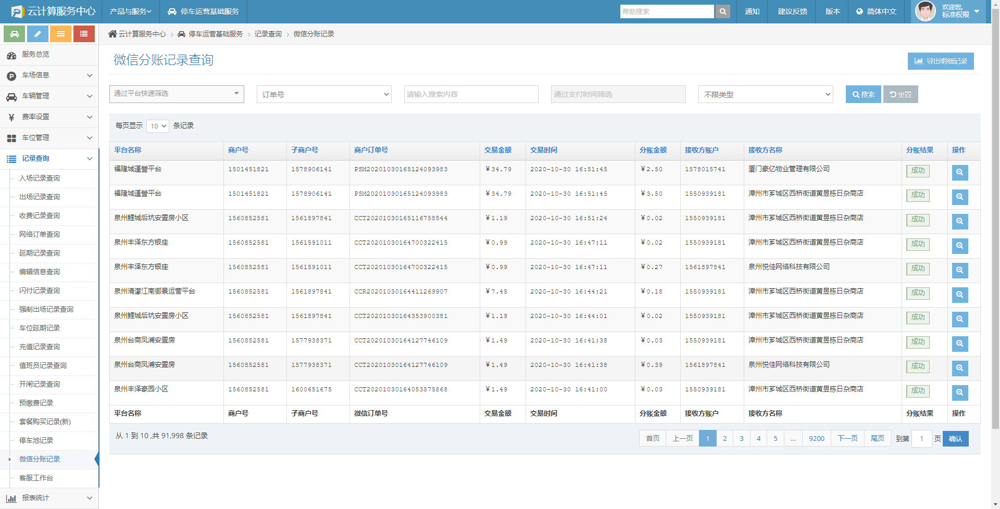 云计算服务中心 产品与服务 停车运营基础服务 帮助搜索 通知 建议反馈 版本 简体中文 欢迎您, 标准权限
云计算服务中心 > 停车运营基础服务 > 记录查询 > 微信分账记录
服务总览
车场信息
车辆管理
¥ 费率设置
车位管理
记录查询
入场记录查询
出场记录查询
收费记录查询
网络订单查询
延期记录查询
编辑信息查询
闪付记录查询
强制出场记录查询
车位延期记录
充值记录查询
值班员记录查询
开闸记录查询
预缴费记录
套餐购买记录(新)
停车池记录
微信分账记录
客服工作台
报表统计
微信分账记录查询 导出明细记录
通过平台快速筛选 订单号 请输入搜索内容 通过支付时间筛选 不限类型 搜索 重置
每页显示 10 条记录
平台名称 商户号 子商户号 商户订单号 交易金额 交易时间 分账金额 接收方账户 接收方名称 分账结果 操作
福隆城運營平台 1501451821 1578906141 PSM20201030165124093983 ¥34.79 2020-10-30 16:51:45 ¥2.50 1578015741 厦门豪亿物业管理有限公司 成功
福隆城運營平台 1501451821 1578906141 PSM20201030165124093983 ¥34.79 2020-10-30 16:51:45 ¥3.50 1550939181 漳州市芗城区西桥街道黄昱栋日杂商店 成功
泉州鲤城后坑安置房小区 1560852581 1561897841 CCT20201030165116758544 ¥1.19 2020-10-30 16:51:24 ¥0.02 1550939181 漳州市芗城区西桥街道黄昱栋日杂商店 成功
泉州丰泽东方银座 1560852581 1561591011 CCT20201030164700322415 ¥0.99 2020-10-30 16:47:11 ¥0.02 1550939181 漳州市芗城区西桥街道黄昱栋日杂商店 成功
泉州丰泽东方银座 1560852581 1561591011 CCT20201030164700322415 ¥0.99 2020-10-30 16:47:11 ¥0.27 1561897841 泉州悦佳网络科技有限公司 成功
泉州清濛江南御景运营平台 1560852581 1561897841 CCR20201030164411269907 ¥7.45 2020-10-30 16:44:21 ¥0.18 1550939181 漳州市芗城区西桥街道黄昱栋日杂商店 成功
泉州鲤城后坑安置房小区 1560852581 1561897841 CCT20201030164353900381 ¥1.19 2020-10-30 16:44:01 ¥0.02 1550939181 漳州市芗城区西桥街道黄昱栋日杂商店 成功
泉州台商凤浦安置房 1560852581 1577938371 CCT20201030164127746109 ¥1.49 2020-10-30 16:41:38 ¥0.03 1550939181 漳州市芗城区西桥街道黄昱栋日杂商店 成功
泉州台商凤浦安置房 1560852581 1577938371 CCT20201030164127746109 ¥1.49 2020-10-30 16:41:38 ¥0.39 1561897841 泉州悦佳网络科技有限公司 成功
泉州丰泽豪园小区 1560852581 1600651675 CCT20201030164053575868 ¥1.49 2020-10-30 16:41:00 ¥0.03 1550939181 漳州市芗城区西桥街道黄昱栋日杂商店 成功
平台名称 商户号 子商户号 微信订单号 交易金额 交易时间 分账金额 接收方账户 接收方名称 分账结果 操作
从 1 到 10 ,共 91,998 条记录 首页 上一页 1 2 3 4 5 ... 9200 下一页 尾页 到第 1 页 确认